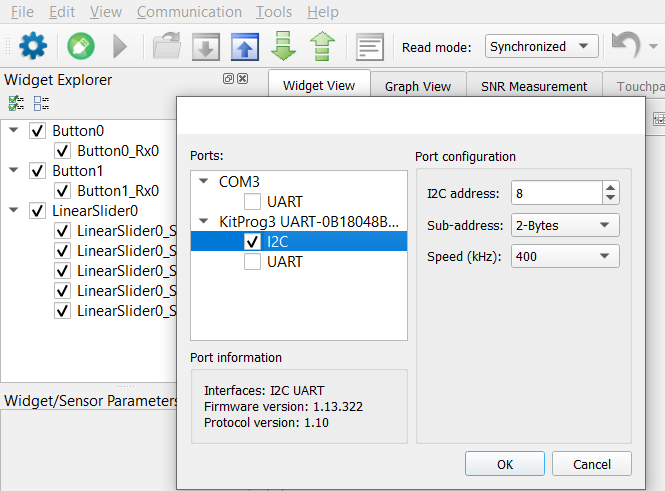 File Edit View Communication Tools Help
Read mode: Synchronized
Widget Explorer
Widget View Graph View SNR Measurement Touchpa
Button0
Button0_Rx0
Button1
Button1_Rx0
LinearSlider0
LinearSlider0_S
LinearSlider0_S
LinearSlider0_S
LinearSlider0_S
LinearSlider0_S
Widget/Sensor Parameters
Ports:
COM3
UART
KitProg3 UART-0B18048B...
I2C
UART
Port information
Interfaces: I2C UART
Firmware version: 1.13.322
Protocol version: 1.10
Port configuration
I2C address: 8
Sub-address: 2-Bytes
Speed (kHz): 400
OK Cancel